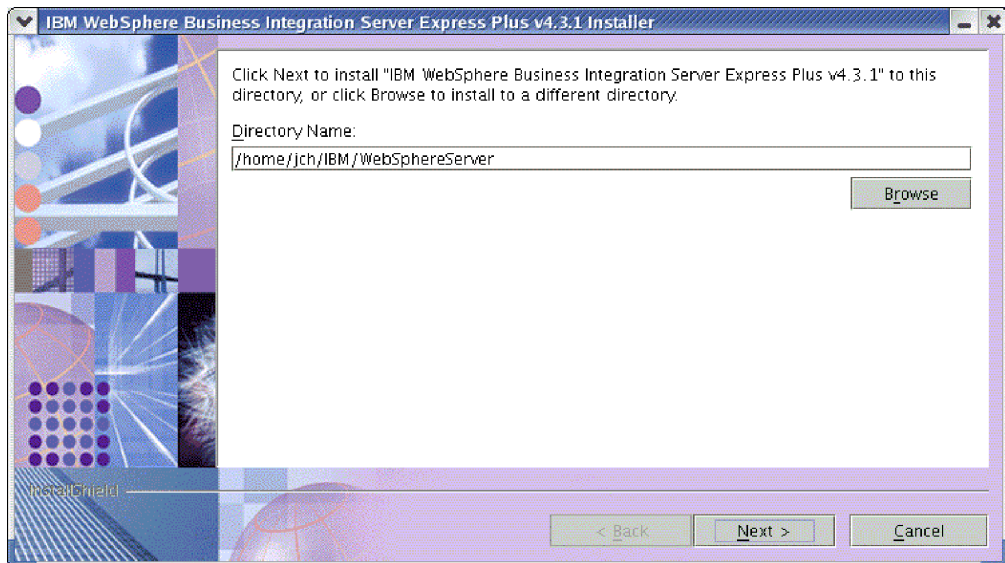 IBM WebSphere Business Integration Server Express Plus v4.3.1 Installer
Click Next to install "IBM WebSphere Business Integration Server Express Plus v4.3.1" to this
directory, or click Browse to install to a different directory.
Directory Name:
/home/jch/IBM/WebSphereServer
Browse
InstallShield
< Back
Next >
Cancel